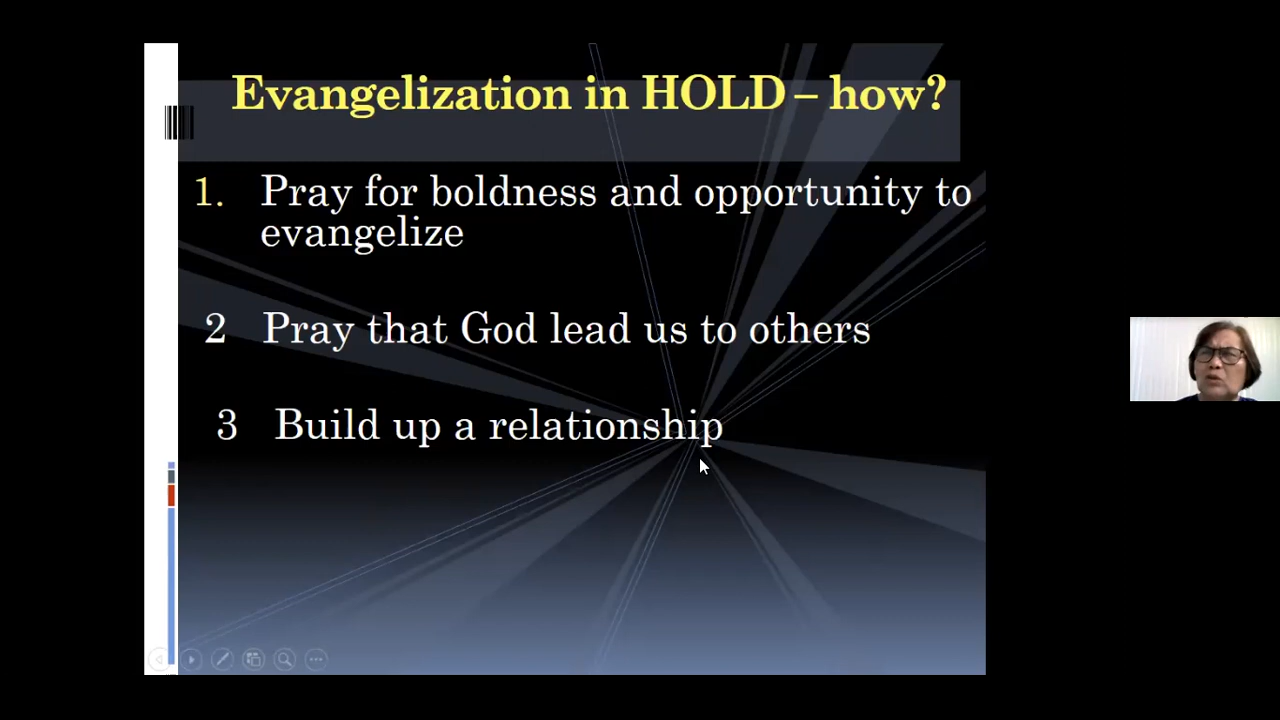 Evangelization in HOLD – how?
1. Pray for boldness and opportunity to
evangelize
2 Pray that God lead us to others
3 Build up a relationship